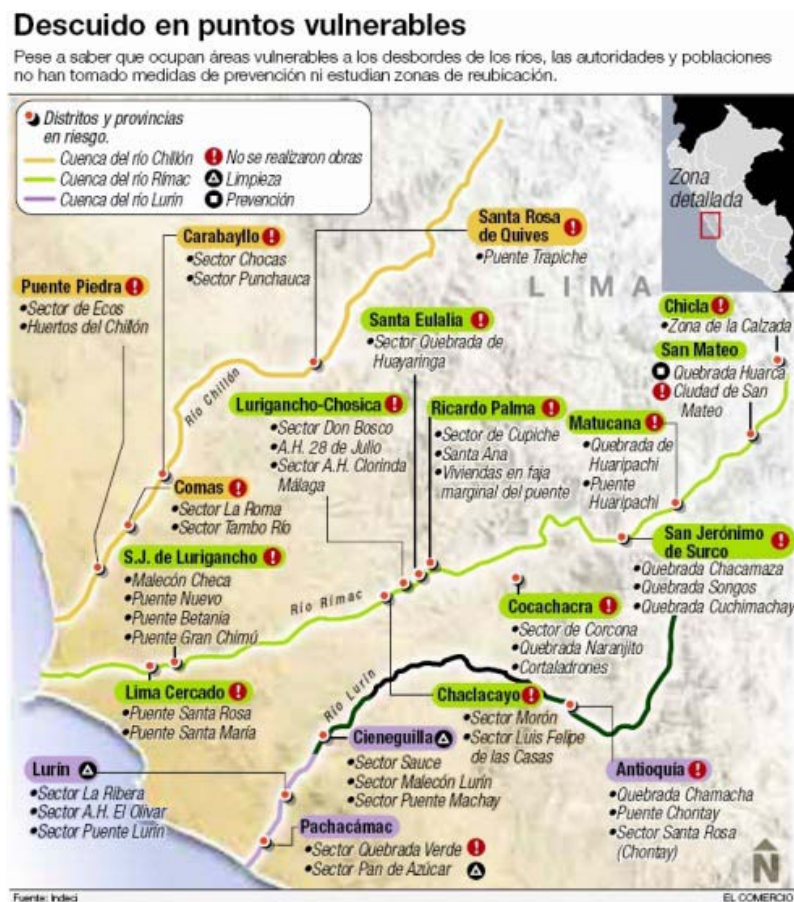 Descuido en puntos vulnerables
Pese a saber que ocupan áreas vulnerables a los desbordes de los ríos, las autoridades y poblaciones
no han tomado medidas de prevención ni estudian zonas de reubicación.
Distritos y provincias
en riesgo.
Cuenca del río Chillón
Cuenca del río Rímac
Cuenca del río Lurín
No se realizaron obras
Limpieza
Prevención
Zona
detallada
LIMA
Carabayllo
•Sector Chocas
•Sector Punchauca
Santa Rosa
de Quives
•Puente Trapiche
Puente Piedra
•Sector de Ecos
•Huertos del Chillón
Santa Eulalia
•Sector Quebrada de
Huayaringa
Chicla
•Zona de la Calzada
San Mateo
Quebrada Huarca
Ciudad de San
Mateo
Río Chillón
Lurigancho-Chosica
•Sector Don Bosco
•A.H. 28 de Julio
•Sector A.H. Clorinda
Málaga
Ricardo Palma
•Sector de Cupiche
•Santa Ana
•Viviendas en faja
marginal del puente
Matucana
•Quebrada de
Huaripachi
•Puente
Huaripachi
Comas
•Sector La Roma
•Sector Tambo Río
San Jerónimo
de Surco
•Quebrada Chacamaza
•Quebrada Songos
•Quebrada Cuchimachay
S.J. de Lurigancho
•Malecón Checa
•Puente Nuevo
•Puente Betania
•Puente Gran Chimú
Río Rímac
Cocachacra
•Sector de Corcona
•Quebrada Naranjito
•Cortaladrones
Lima Cercado
•Puente Santa Rosa
•Puente Santa María
Río Lurín
Chaclacayo
•Sector Morón
•Sector Luis Felipe
de las Casas
Cieneguilla
•Sector Sauce
•Sector Malecón Lurín
•Sector Puente Machay
Lurín
•Sector La Ribera
•Sector A.H. El Olivar
•Sector Puente Lurín
Antioquía
•Quebrada Chamacha
•Puente Chontay
•Sector Santa Rosa
(Chontay)
Pachacámac
•Sector Quebrada Verde
•Sector Pan de Azúcar
N
Fuente: Indeci
EL COMERCIO